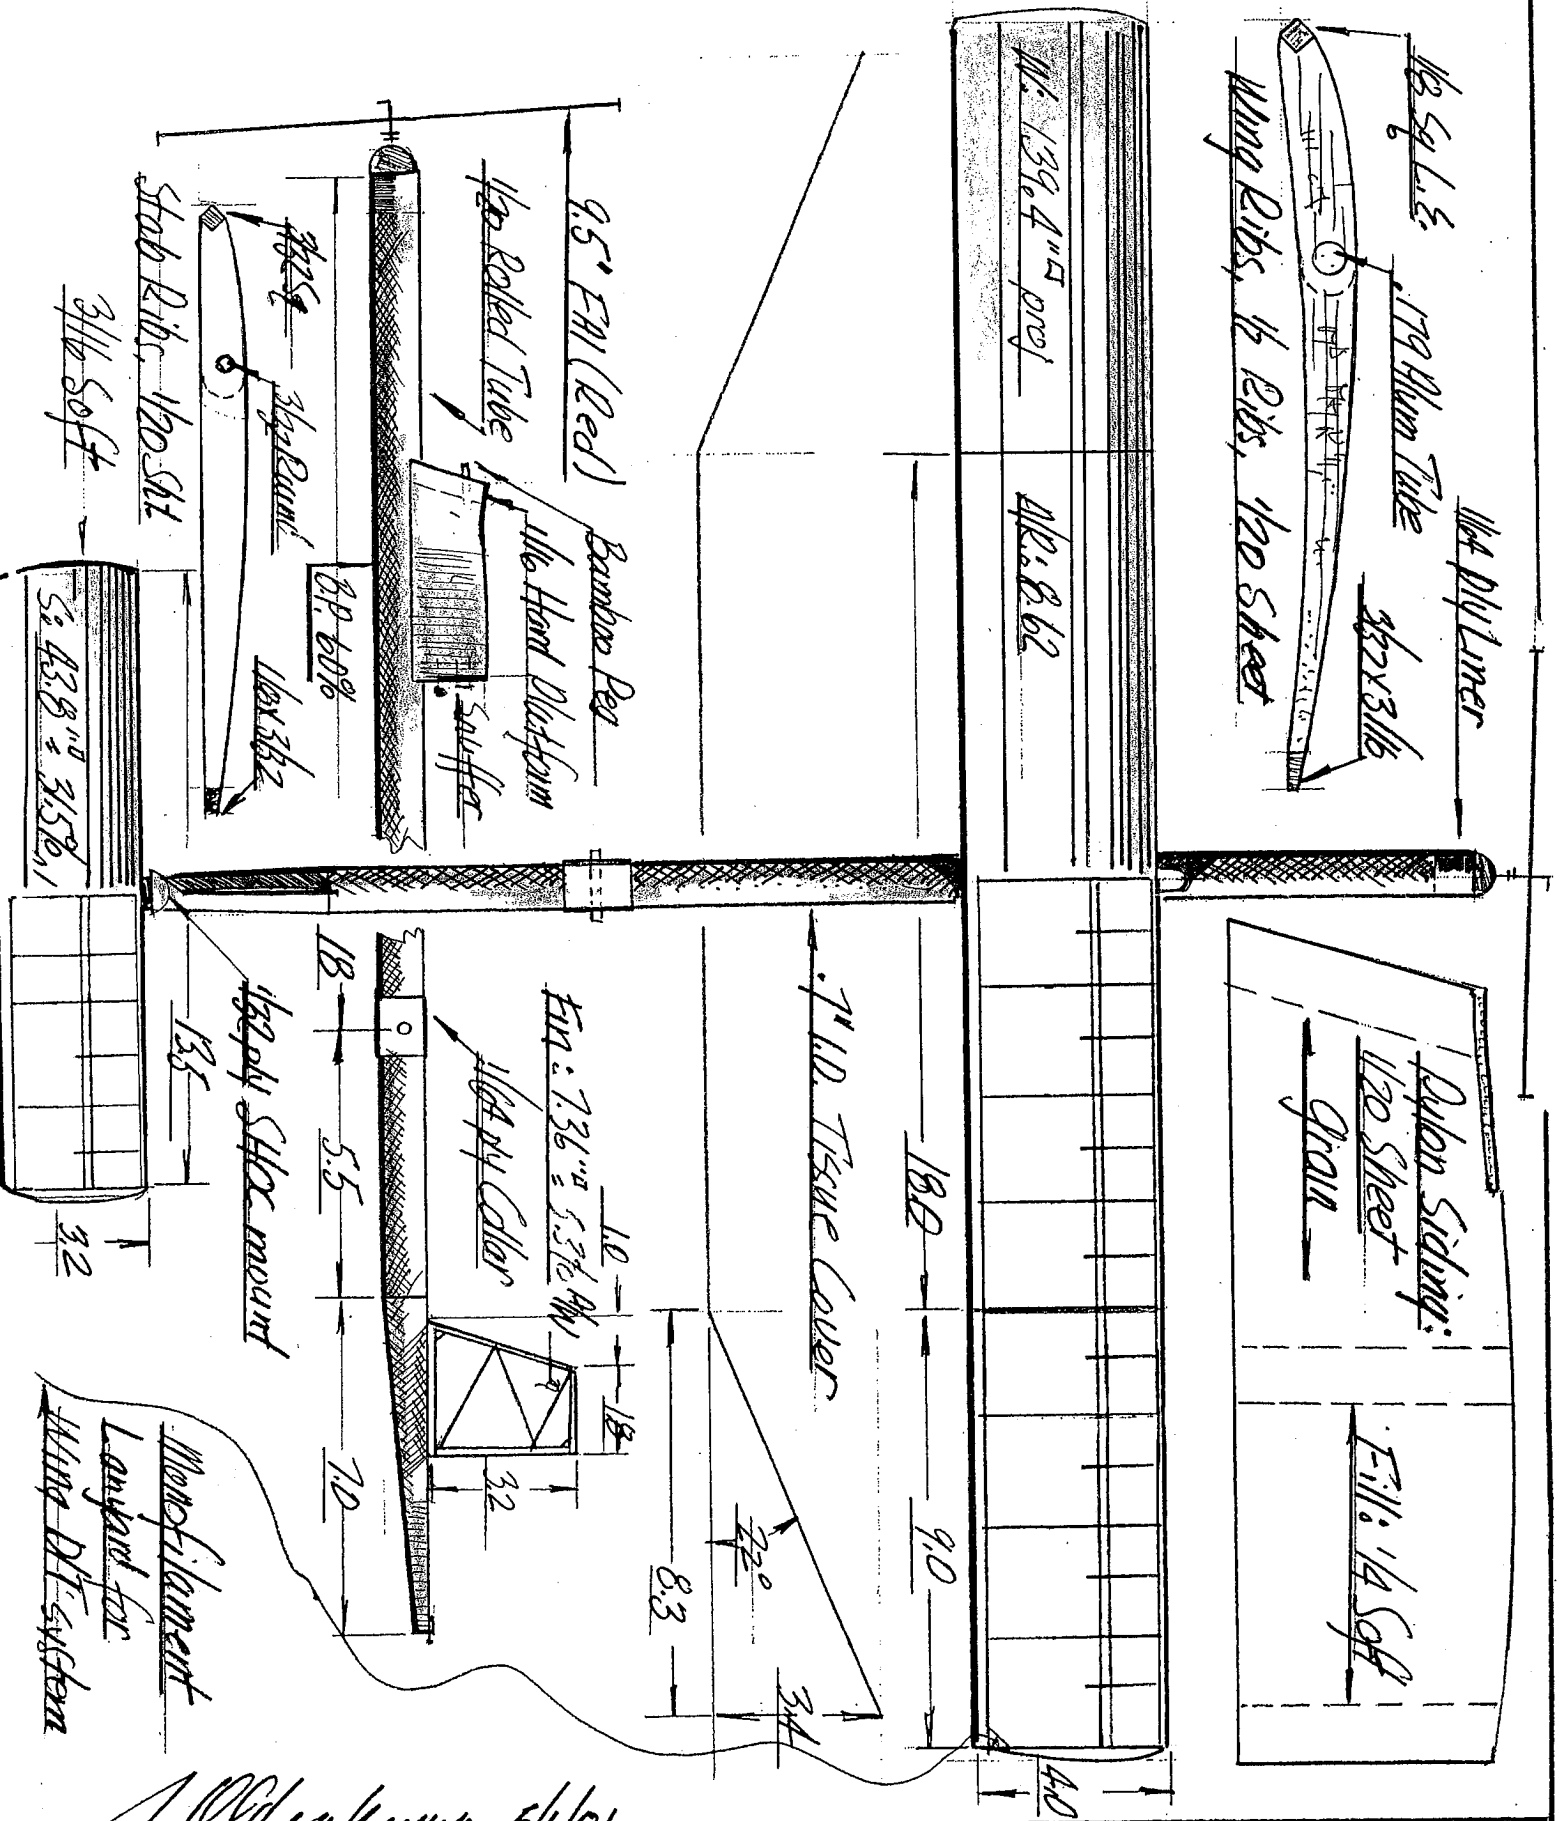 1/8 Sq L.E.
.179 Alum Tube
1/64 Ply Liner
3/32x3/16
Wing Ribs, 1/2 Ribs, 1/20 Sheet
Pylon Siding:
1/20 Sheet
grain
Fill: 1/4 Soft
W: 139.4"□ proj
AR: 8.62
18.0
9.0
4.0
.7" I.D. Tissue Cover
22°
8.3
3.4
9.5" FAI (Red)
1/20 Rolled Tube
Bamboo Peg
1/16 Hard Platform
Snuffer
B.P. 60%
Fin: 7.36"□ = 5.3% A/W
1.0
1.8
3.2
1/64 Ply Collar
18
5.5
7.0
3/32 Sq
3/32
1/16x3/32
Stab Ribs, 1/20 Sht
3/16 Soft
S: 43.8"□ = 31.5%
13.5
3.2
1/32 ply
mount
Monofilament
Lanyard for
Wing D/T System